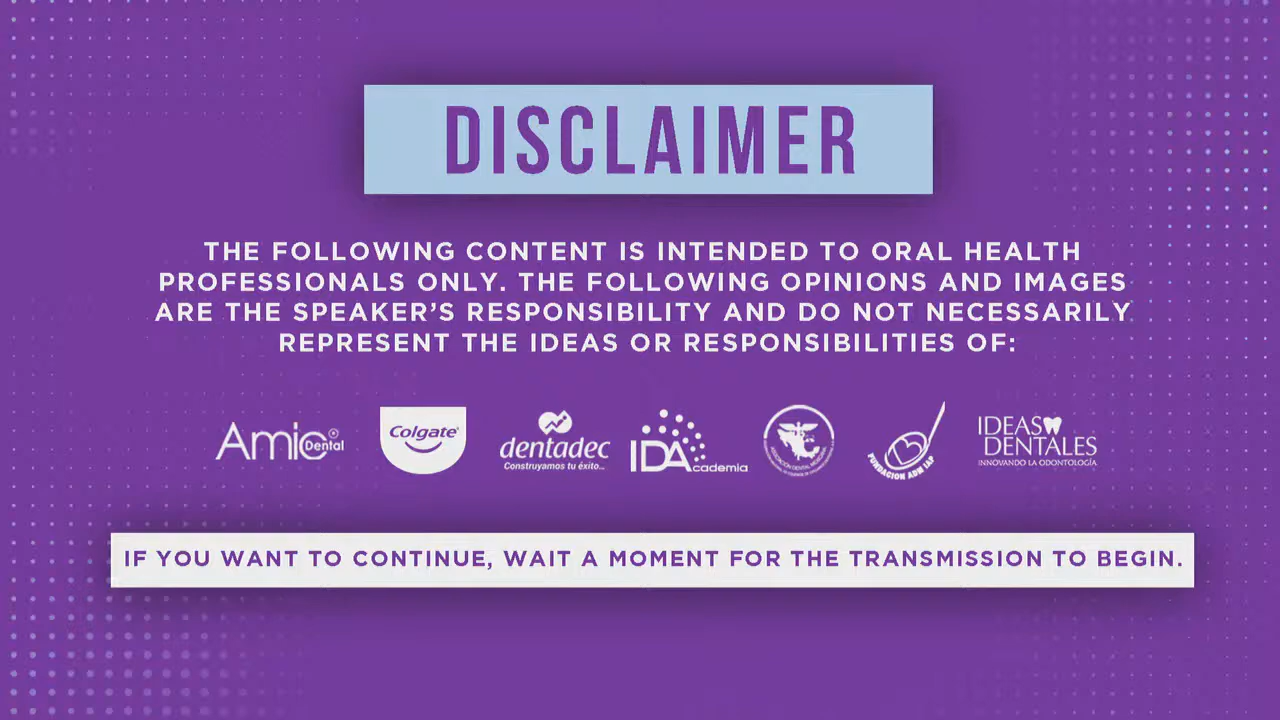 DISCLAIMER
THE FOLLOWING CONTENT IS INTENDED TO ORAL HEALTH
PROFESSIONALS ONLY. THE FOLLOWING OPINIONS AND IMAGES
ARE THE SPEAKER'S RESPONSIBILITY AND DO NOT NECESSARILY
REPRESENT THE IDEAS OR RESPONSIBILITIES OF:
Amic Dental
Colgate
dentadec
Construyamos tu éxito...
IDAcademia
FUNDACION ADM IAP
IDEAS
DENTALES
INNOVANDO LA ODONTOLOGÍA
IF YOU WANT TO CONTINUE, WAIT A MOMENT FOR THE TRANSMISSION TO BEGIN.